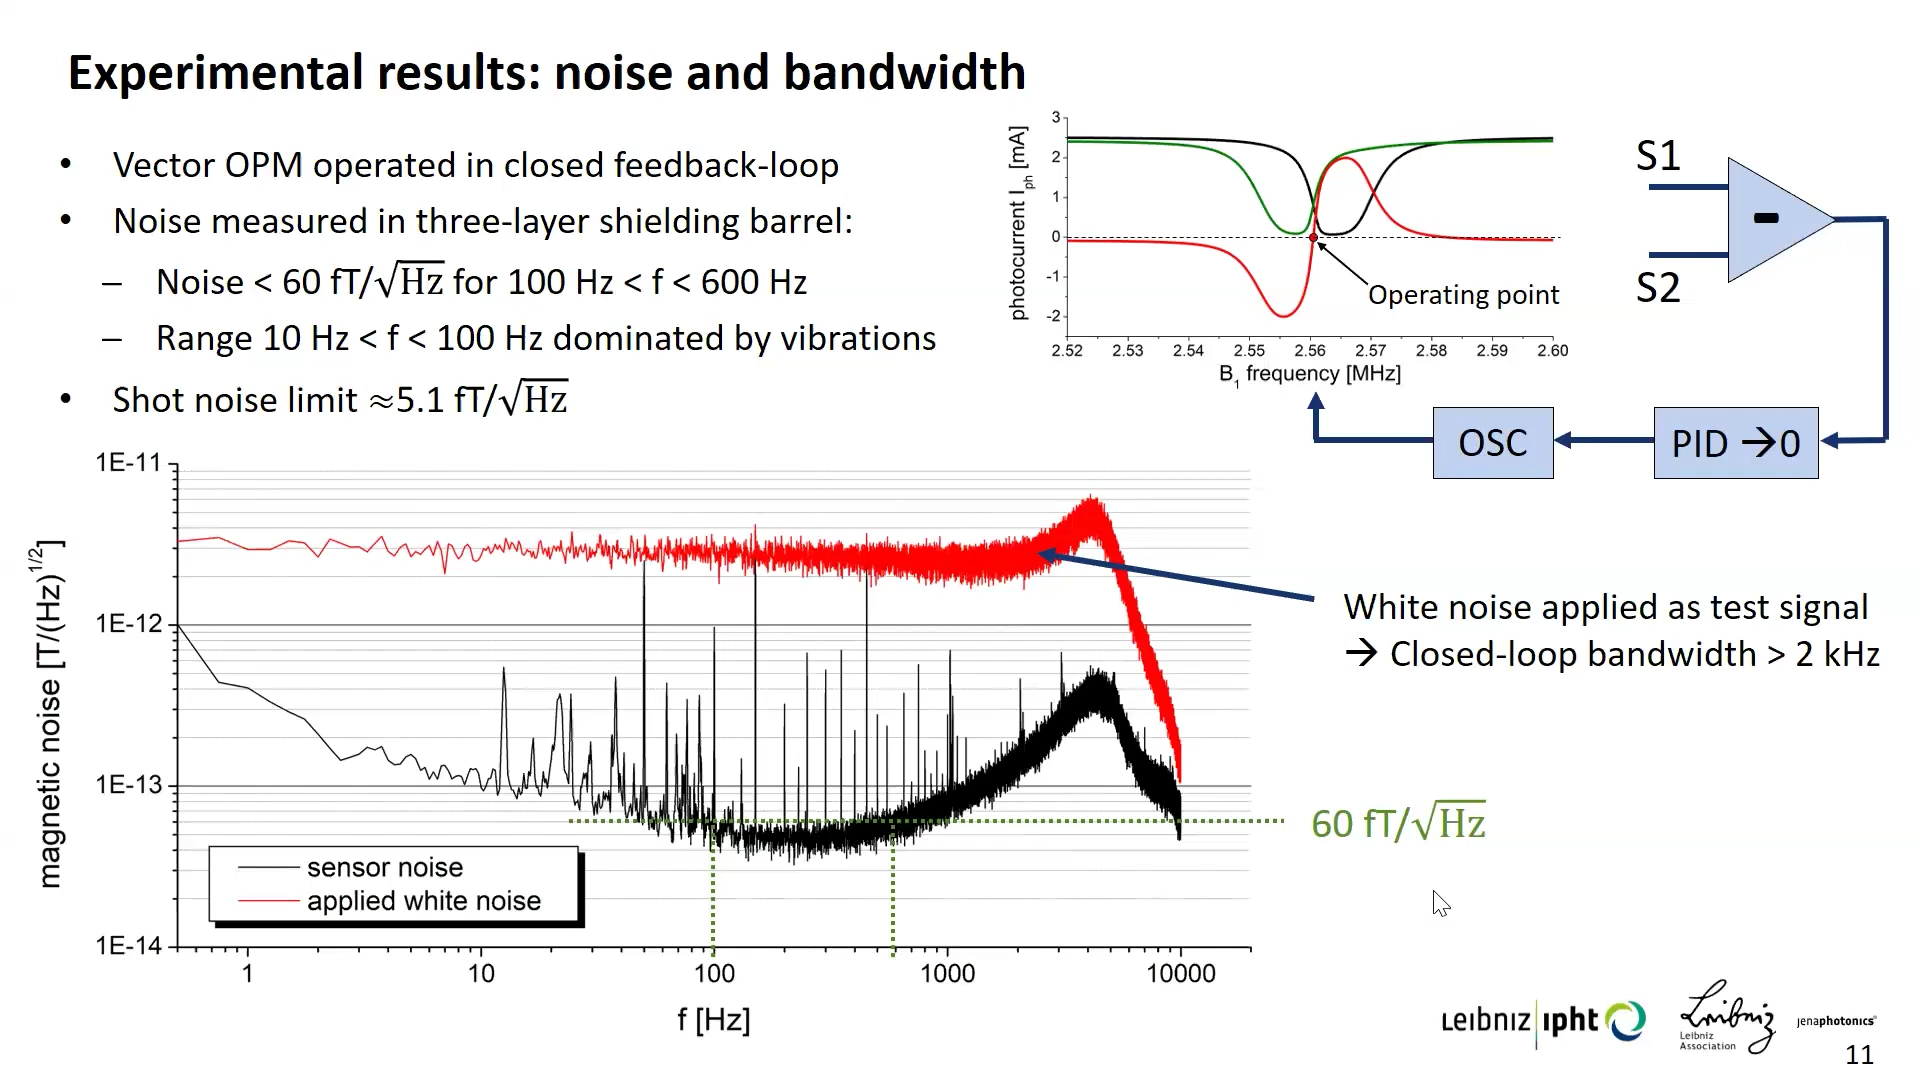 Experimental results: noise and bandwidth
• Vector OPM operated in closed feedback-loop
• Noise measured in three-layer shielding barrel:
– Noise < 60 fT/√Hz for 100 Hz < f < 600 Hz
– Range 10 Hz < f < 100 Hz dominated by vibrations
• Shot noise limit ≈5.1 fT/√Hz
photocurrent Iph [mA]
3
2
1
0
-1
-2
Operating point
2.52 2.53 2.54 2.55 2.56 2.57 2.58 2.59 2.60
B1 frequency [MHz]
S1
-
S2
OSC
PID →0
magnetic noise [T/(Hz)^1/2]
1E-11
1E-12
1E-13
1E-14
sensor noise
applied white noise
1 10 100 1000 10000
f [Hz]
White noise applied as test signal
→ Closed-loop bandwidth > 2 kHz
60 fT/√Hz
Leibniz ipht
Leibniz
Leibniz
Association
jenaphotonics
11